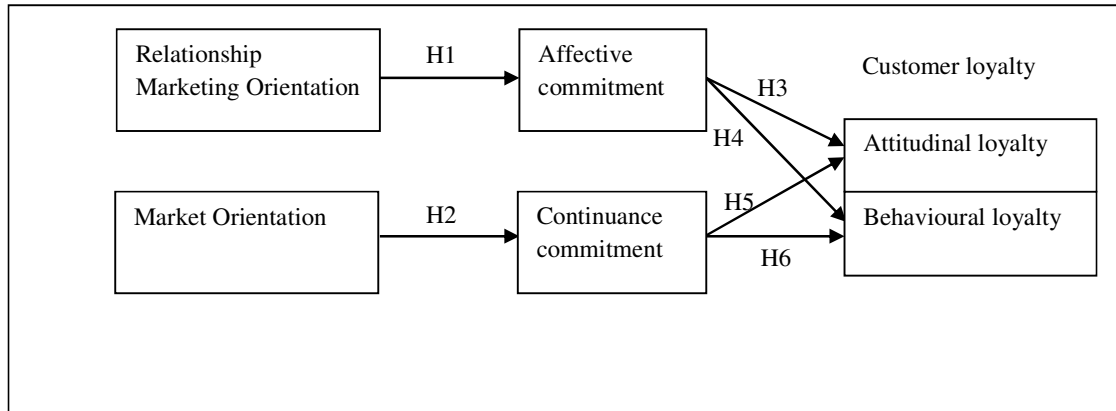 Relationship
Marketing Orientation
H1
Affective
commitment
Customer loyalty
H3
H4
Attitudinal loyalty
Market Orientation
H2
Continuance
commitment
H5
Behavioural loyalty
H6